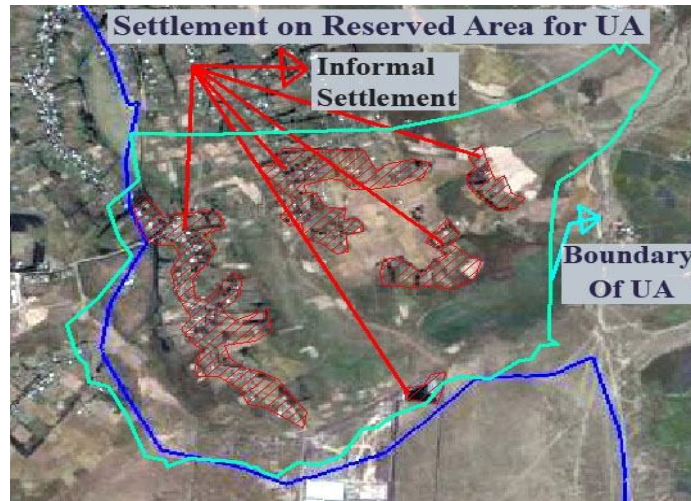 Settlement on Reserved Area for UA
Informal
Settlement
Boundary
Of UA